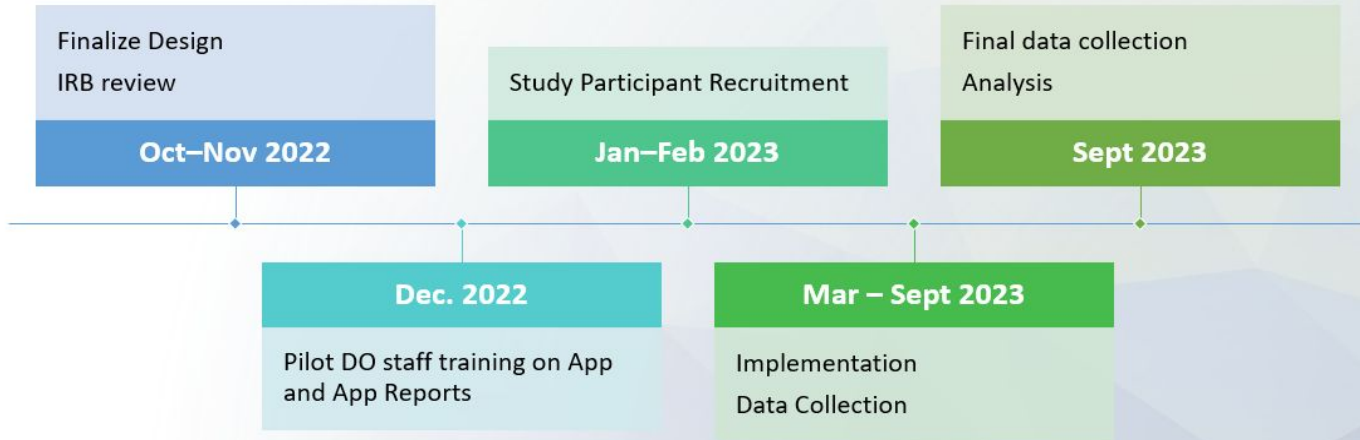 Finalize Design
IRB review
Oct–Nov 2022
Dec. 2022
Pilot DO staff training on App
and App Reports
Study Participant Recruitment
Jan–Feb 2023
Mar – Sept 2023
Implementation
Data Collection
Final data collection
Analysis
Sept 2023